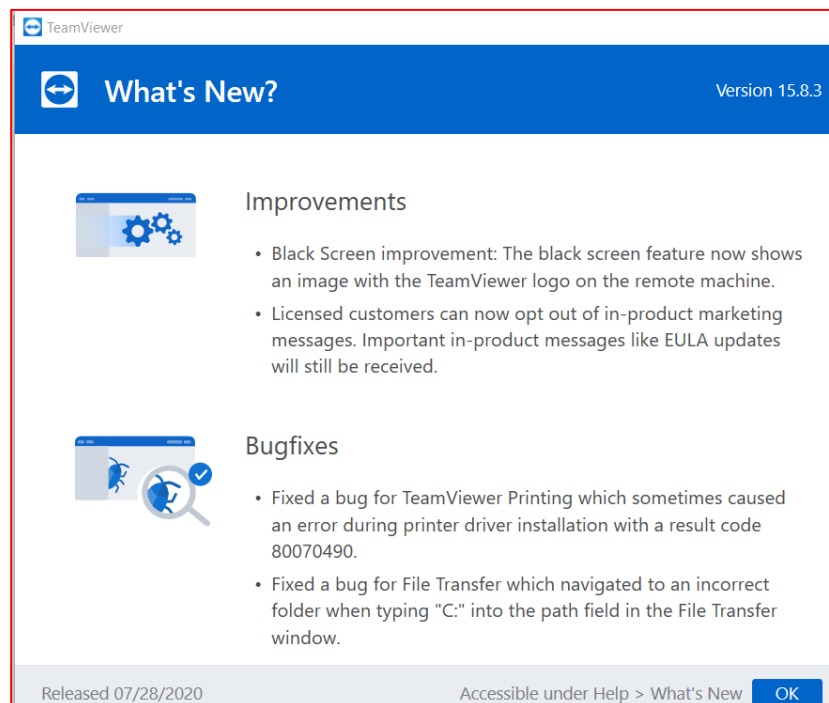 TeamViewer
What's New?
Version 15.8.3
Improvements
• Black Screen improvement: The black screen feature now shows
an image with the TeamViewer logo on the remote machine.
• Licensed customers can now opt out of in-product marketing
messages. Important in-product messages like EULA updates
will still be received.
Bugfixes
• Fixed a bug for TeamViewer Printing which sometimes caused
an error during printer driver installation with a result code
80070490.
• Fixed a bug for File Transfer which navigated to an incorrect
folder when typing "C:" into the path field in the File Transfer
window.
Released 07/28/2020
Accessible under Help > What's New
OK